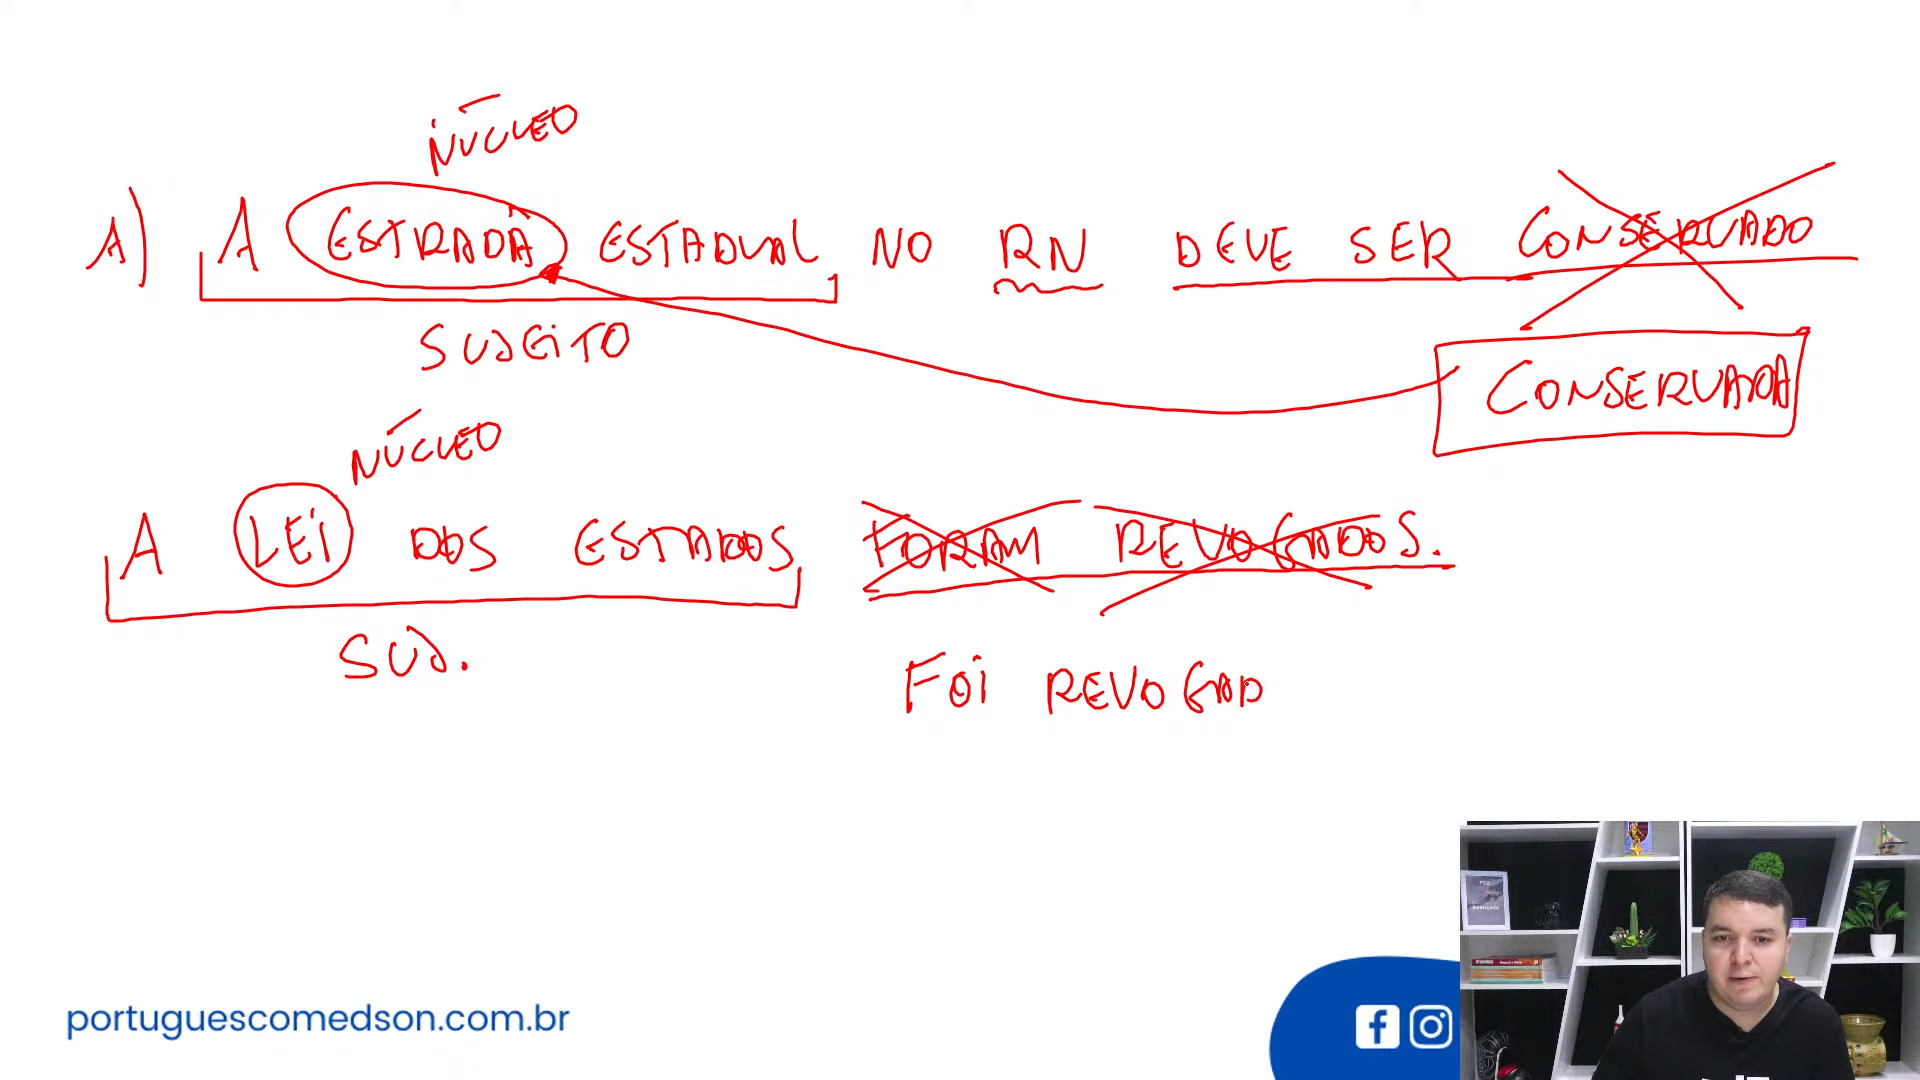 NÚCLEO
A) A ESTRADA ESTADUAL NO RN DEVE SER CONSERVADO
SUJEITO
CONSERVADA
NÚCLEO
A LEI DOS ESTADOS FORAM REVOGADOS.
SUJ.
FOI REVOGAD
portuguescomedson.com.br